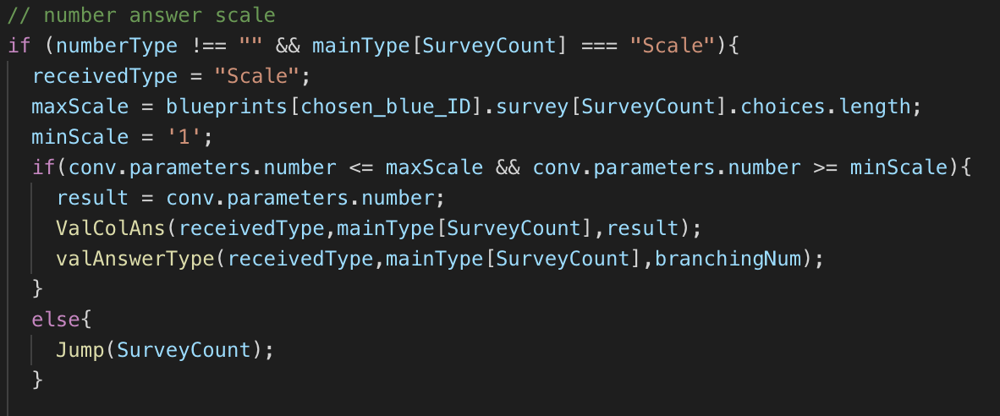 // number answer scale
if (numberType !== "" && mainType[SurveyCount] === "Scale"){
receivedType = "Scale";
maxScale = blueprints[chosen_blue_ID].survey[SurveyCount].choices.length;
minScale = '1';
if(conv.parameters.number <= maxScale && conv.parameters.number >= minScale){
result = conv.parameters.number;
ValColAns(receivedType,mainType[SurveyCount],result);
valAnswerType(receivedType,mainType[SurveyCount],branchingNum);
}
else{
Jump(SurveyCount);
}